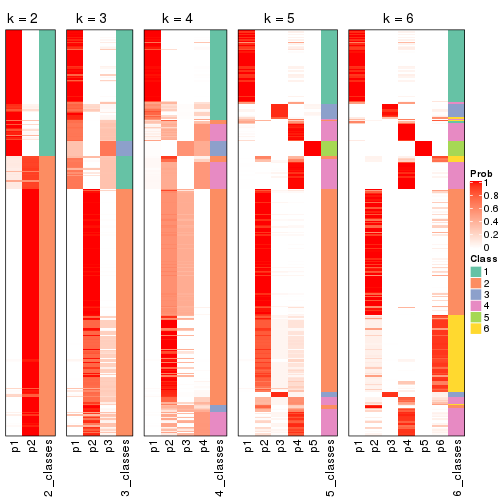 k = 2
k = 3
k = 4
k = 5
k = 6
p1
p2
2_classes
p1
p2
p3
3_classes
p1
p2
p3
p4
4_classes
p1
p2
p3
p4
p5
5_classes
p1
p2
p3
p4
p5
p6
6_classes
Prob
1
0.8
0.6
0.4
0.2
0
Class
1
2
3
4
5
6